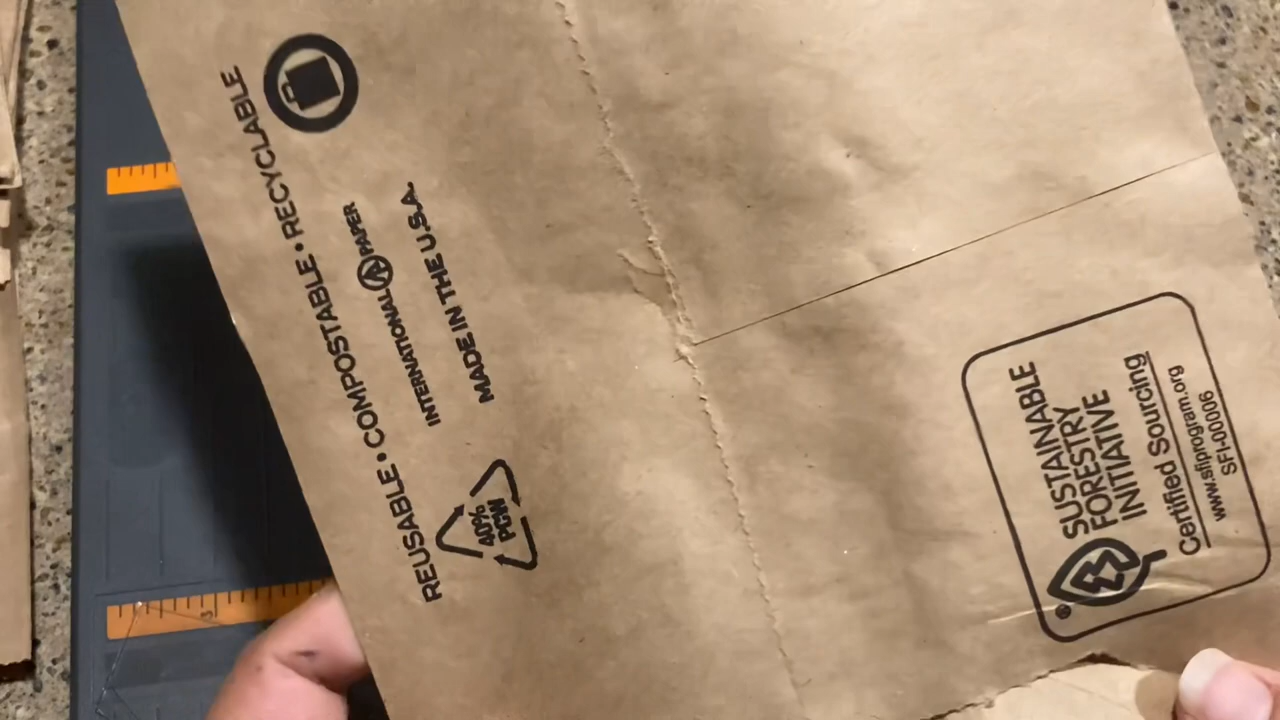 REUSABLE • COMPOSTABLE • RECYCLABLE
INTERNATIONAL PAPER
MADE IN THE U.S.A.
40%
PCW
SUSTAINABLE
FORESTRY
INITIATIVE
Certified Sourcing
www.sfiprogram.org
SFI-00006
®
3